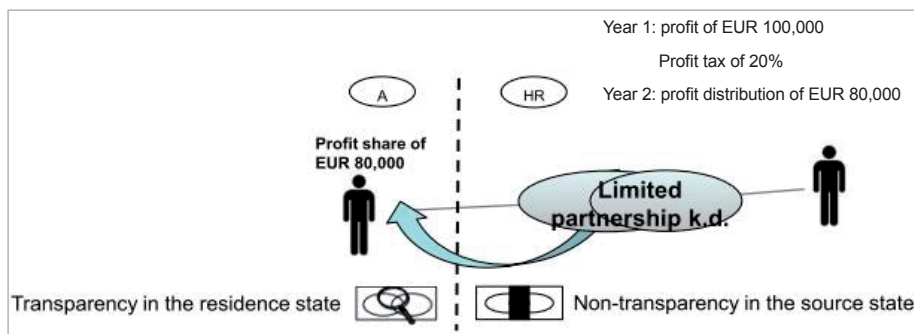 Year 1: profit of EUR 100,000
Profit tax of 20%
Year 2: profit distribution of EUR 80,000
A
HR
Profit share of
EUR 80,000
Limited
partnership k.d.
Transparency in the residence state
Non-transparency in the source state